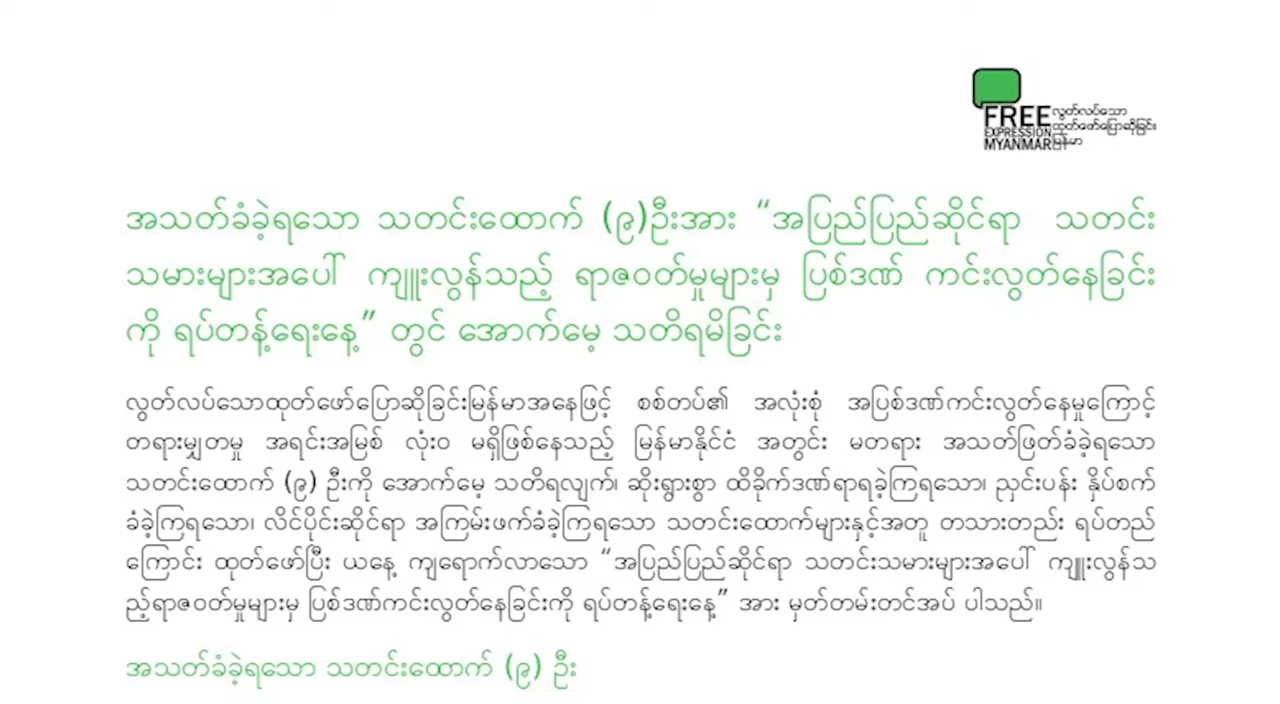 FREE
EXPRESSION
MYANMAR
လွတ်လပ်သော
ထုတ်ဖော်ပြောဆိုခြင်း
မြန်မာ
အသတ်ခံခဲ့ရသော သတင်းထောက် (၉)ဦးအား “အပြည်ပြည်ဆိုင်ရာ သတင်း
သမားများအပေါ် ကျူးလွန်သည့် ရာဇဝတ်မှုများမှ ပြစ်ဒဏ် ကင်းလွတ်နေခြင်း
ကို ရပ်တန့်ရေးနေ့” တွင် အောက်မေ့ သတိရမိခြင်း
လွတ်လပ်သောထုတ်ဖော်ပြောဆိုခြင်းမြန်မာအနေဖြင့် စစ်တပ်၏ အလုံးစုံ အပြစ်ဒဏ်ကင်းလွတ်နေမှုကြောင့်
တရားမျှတမှု အရင်းအမြစ် လုံးဝ မရှိဖြစ်နေသည့် မြန်မာနိုင်ငံ အတွင်း မတရား အသတ်ဖြတ်ခံခဲ့ရသော
သတင်းထောက် (၉) ဦးကို အောက်မေ့ သတိရလျက်၊ ဆိုးရွားစွာ ထိခိုက်ဒဏ်ရာရခဲ့ကြရသော၊ ညှင်းပန်း နှိပ်စက်
ခံခဲ့ကြရသော၊ လိင်ပိုင်းဆိုင်ရာ အကြမ်းဖက်ခံခဲ့ကြရသော သတင်းထောက်များနှင့်အတူ တသားတည်း ရပ်တည်
ကြောင်း ထုတ်ဖော်ပြီး ယနေ့ ကျရောက်လာသော “အပြည်ပြည်ဆိုင်ရာ သတင်းသမားများအပေါ် ကျူးလွန်သ
ည့်ရာဇဝတ်မှုများမှ ပြစ်ဒဏ်ကင်းလွတ်နေခြင်းကို ရပ်တန့်ရေးနေ့” အား မှတ်တမ်းတင်အပ် ပါသည်။
အသတ်ခံခဲ့ရသော သတင်းထောက် (၉) ဦး